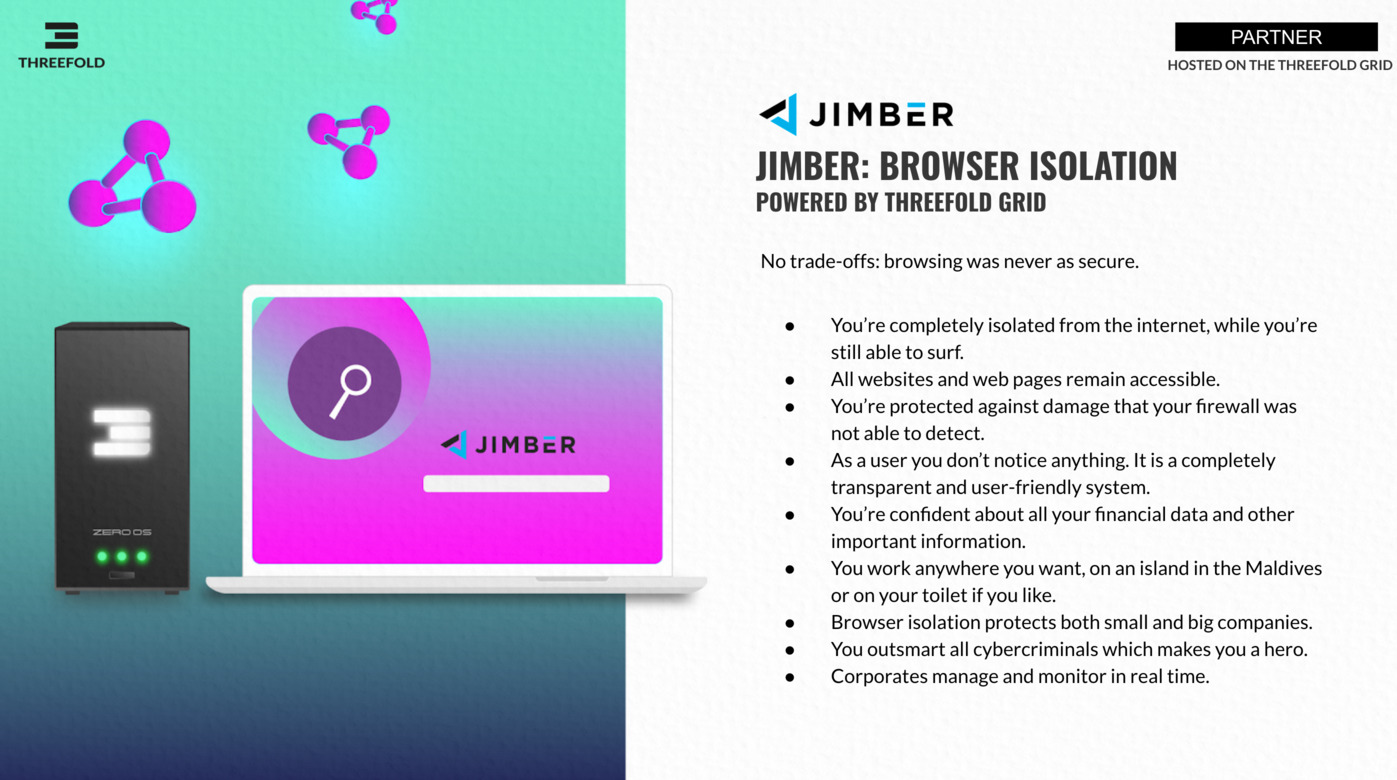 THREEFOLD
PARTNER
HOSTED ON THE THREEFOLD GRID
JIMBER
JIMBER: BROWSER ISOLATION
POWERED BY THREEFOLD GRID
No trade-offs: browsing was never as secure.
● You’re completely isolated from the internet, while you’re
still able to surf.
● All websites and web pages remain accessible.
● You’re protected against damage that your firewall was
not able to detect.
● As a user you don’t notice anything. It is a completely
transparent and user-friendly system.
● You’re confident about all your financial data and other
important information.
● You work anywhere you want, on an island in the Maldives
or on your toilet if you like.
● Browser isolation protects both small and big companies.
● You outsmart all cybercriminals which makes you a hero.
● Corporates manage and monitor in real time.
JIMBER
ZERO OS